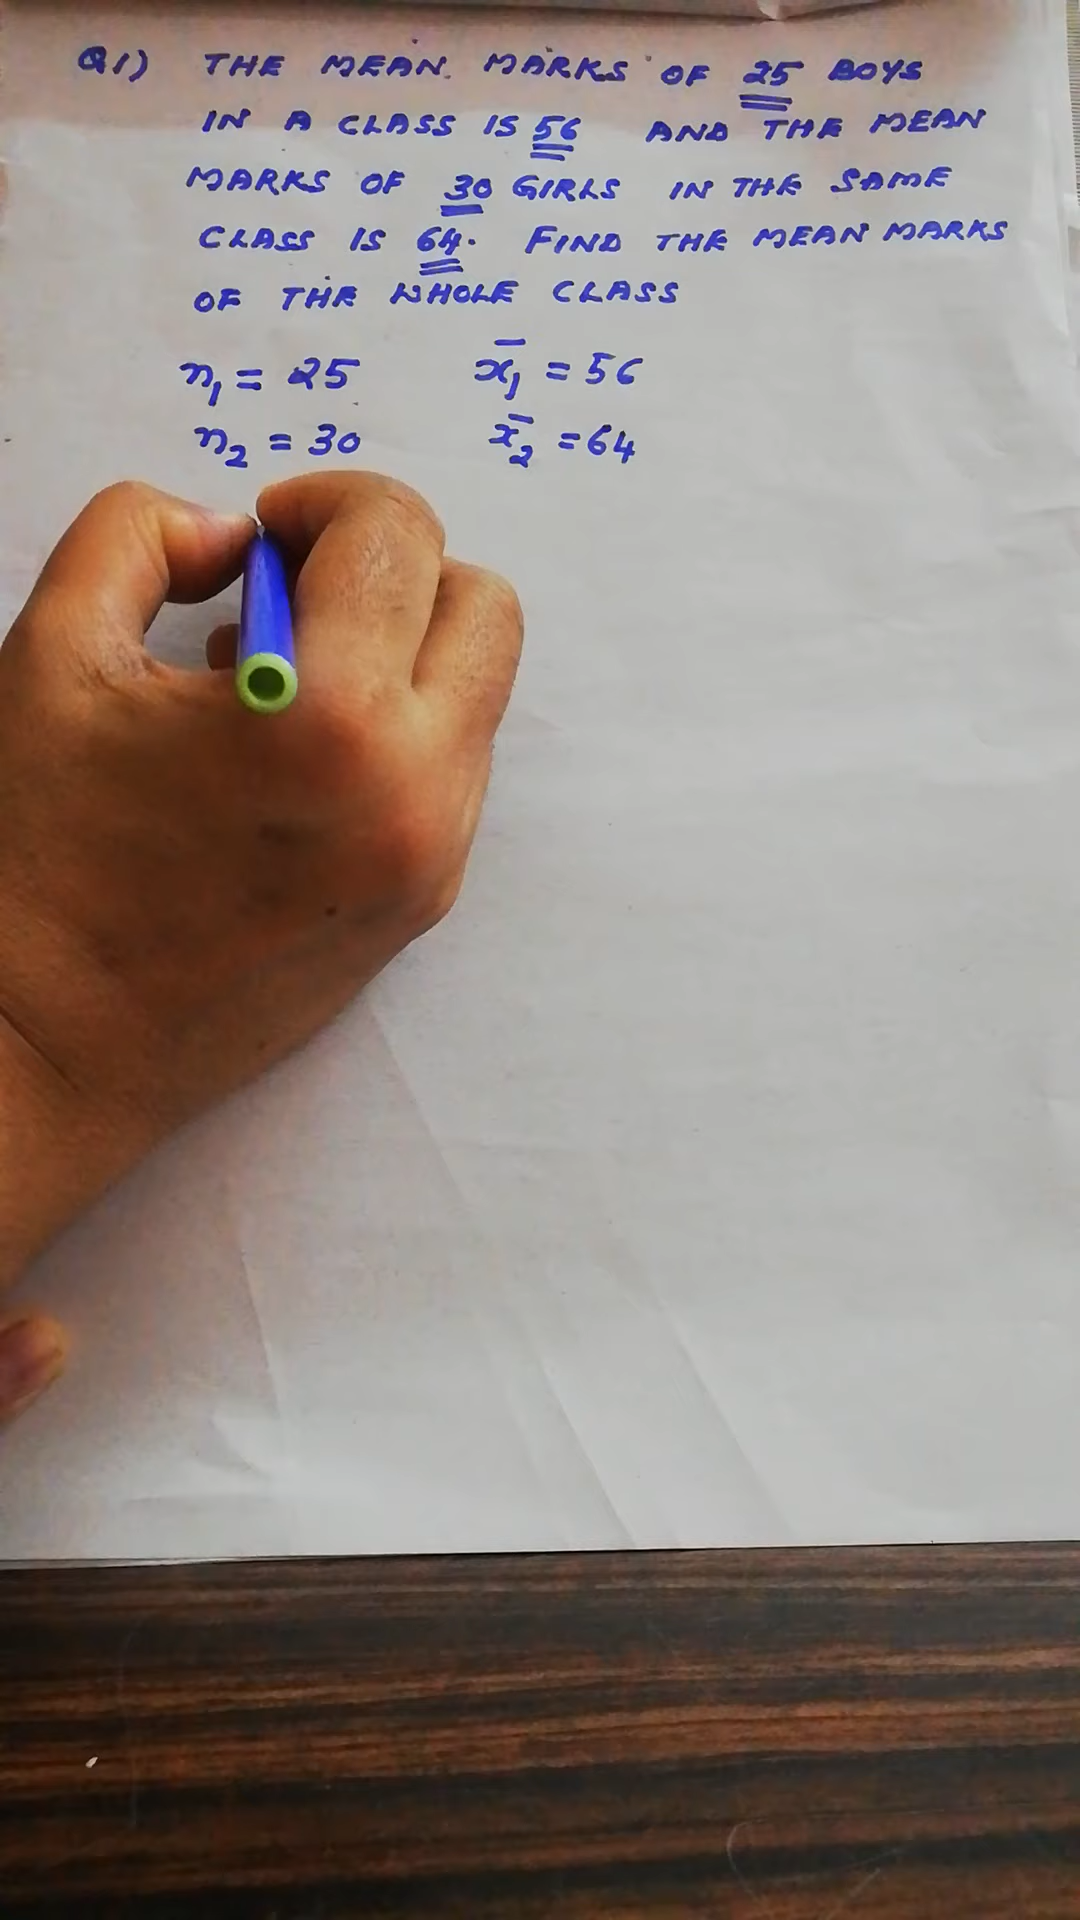 Q1) THE MEAN MARKS OF 25 BOYS
IN A CLASS IS 56 AND THE MEAN
MARKS OF 30 GIRLS IN THE SAME
CLASS IS 64. FIND THE MEAN MARKS
OF THE WHOLE CLASS
n₁ = 25 x̄₁ = 56
n₂ = 30 x̄₂ = 64